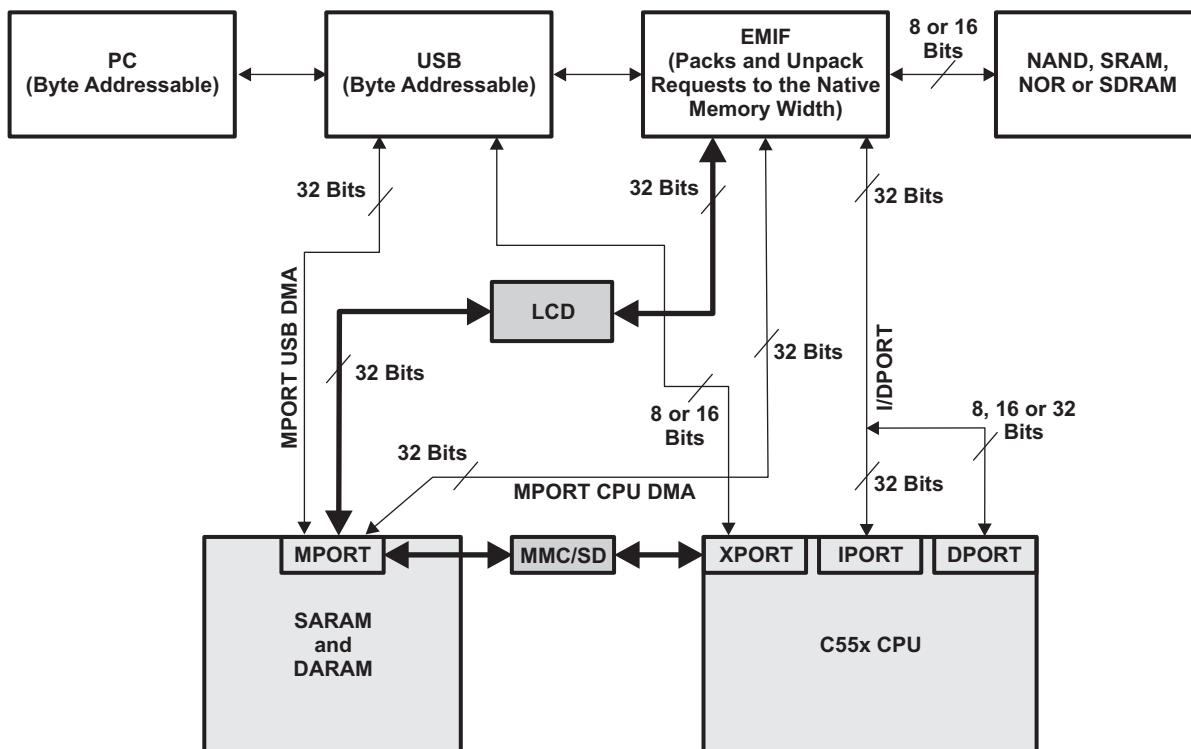 PC
(Byte Addressable)
USB
(Byte Addressable)
EMIF
(Packs and Unpack
Requests to the Native
Memory Width)
8 or 16
Bits
NAND, SRAM,
NOR or SDRAM
32 Bits
32 Bits
32 Bits
MPORT USB DMA
LCD
32 Bits
32 Bits
I/DPORT
8 or 16
Bits
8, 16 or 32
Bits
32 Bits
MPORT CPU DMA
32 Bits
MPORT
MMC/SD
XPORT
IPORT
DPORT
SARAM
and
DARAM
C55x CPU